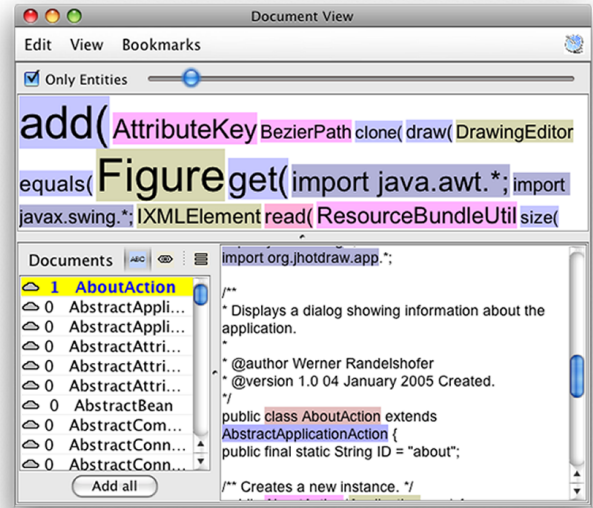 Document View
Edit View Bookmarks
Only Entities
add( AttributeKey BezierPath clone( draw( DrawingEditor
equals( Figure get( import java.awt.*; import
javax.swing.*; IXMLElement read( ResourceBundleUtil size(
Documents ABC
1 AboutAction
0 AbstractAppli...
0 AbstractAppli...
0 AbstractAttri...
0 AbstractAttri...
0 AbstractAttri...
0 AbstractBean
0 AbstractCom...
0 AbstractConn...
0 AbstractConn...
Add all
import org.jhotdraw.app.*;
/**
* Displays a dialog showing information about the
application.
*
* @author Werner Randelshofer
* @version 1.0 04 January 2005 Created.
*/
public class AboutAction extends
AbstractApplicationAction {
public final static String ID = "about";
/** Creates a new instance. */